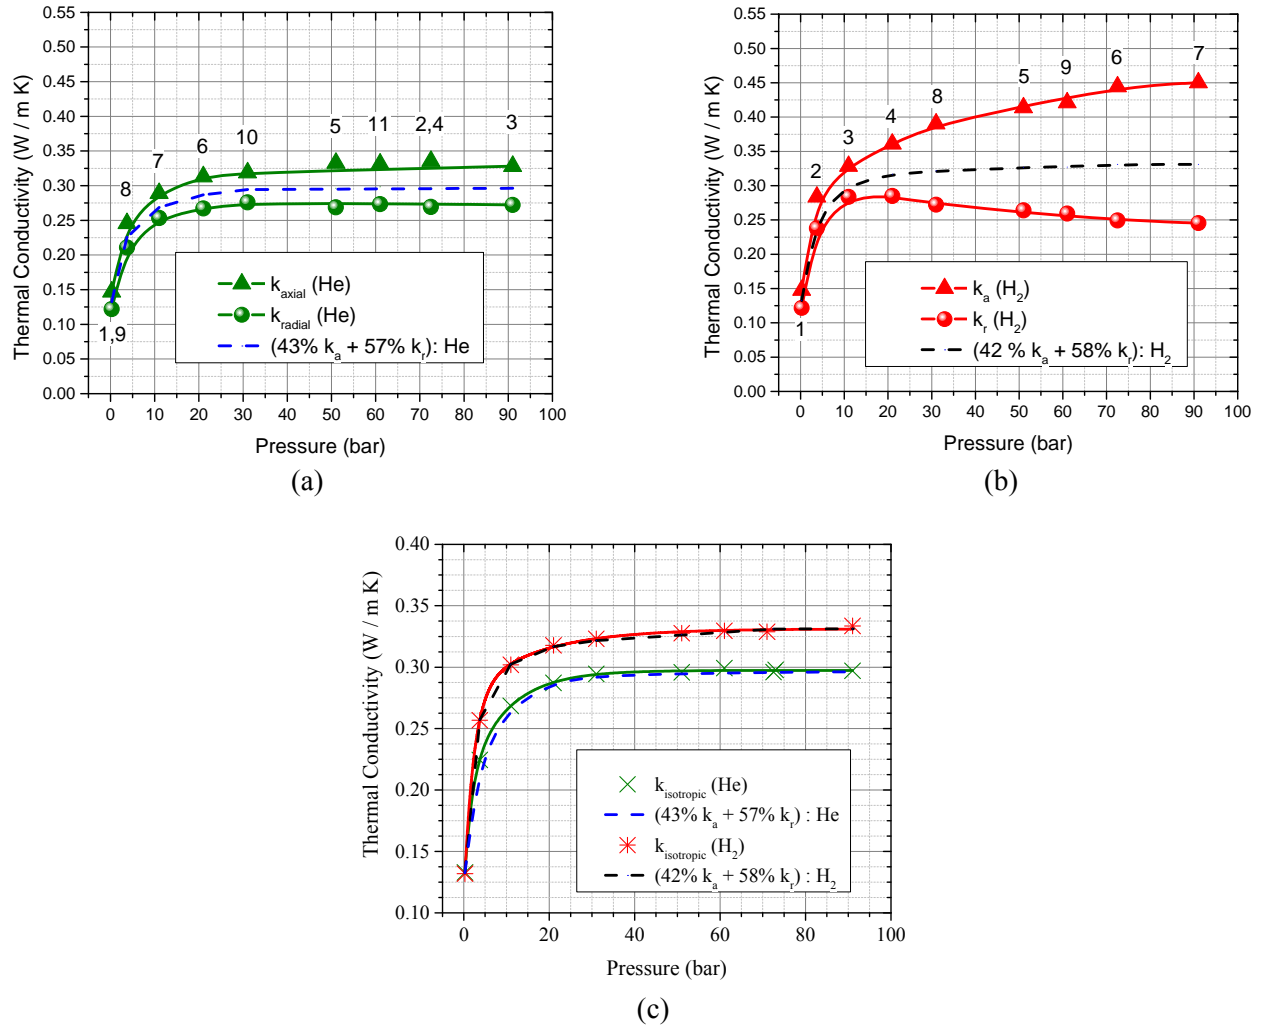 0.55
0.50
0.45
0.40
0.35
0.30
0.25
0.20
0.15
0.10
0.05
0.00
Thermal Conductivity (W / m K)
8
7
6
10
5
11
2,4
3
1,9
k_axial (He)
k_radial (He)
(43% k_a + 57% k_r): He
0 10 20 30 40 50 60 70 80 90 100
Pressure (bar)
(a)
0.55
0.50
0.45
0.40
0.35
0.30
0.25
0.20
0.15
0.10
0.05
0.00
Thermal Conductivity (W / m K)
2
3
4
8
5
9
6
7
1
k_a (H_2)
k_r (H_2)
(42 % k_a + 58% k_r): H_2
0 10 20 30 40 50 60 70 80 90 100
Pressure (bar)
(b)
0.40
0.35
0.30
0.25
0.20
0.15
0.10
Thermal Conductivity (W / m K)
k_isotropic (He)
(43% k_a + 57% k_r) : He
k_isotropic (H_2)
(42% k_a + 58% k_r) : H_2
0 20 40 60 80 100
Pressure (bar)
(c)